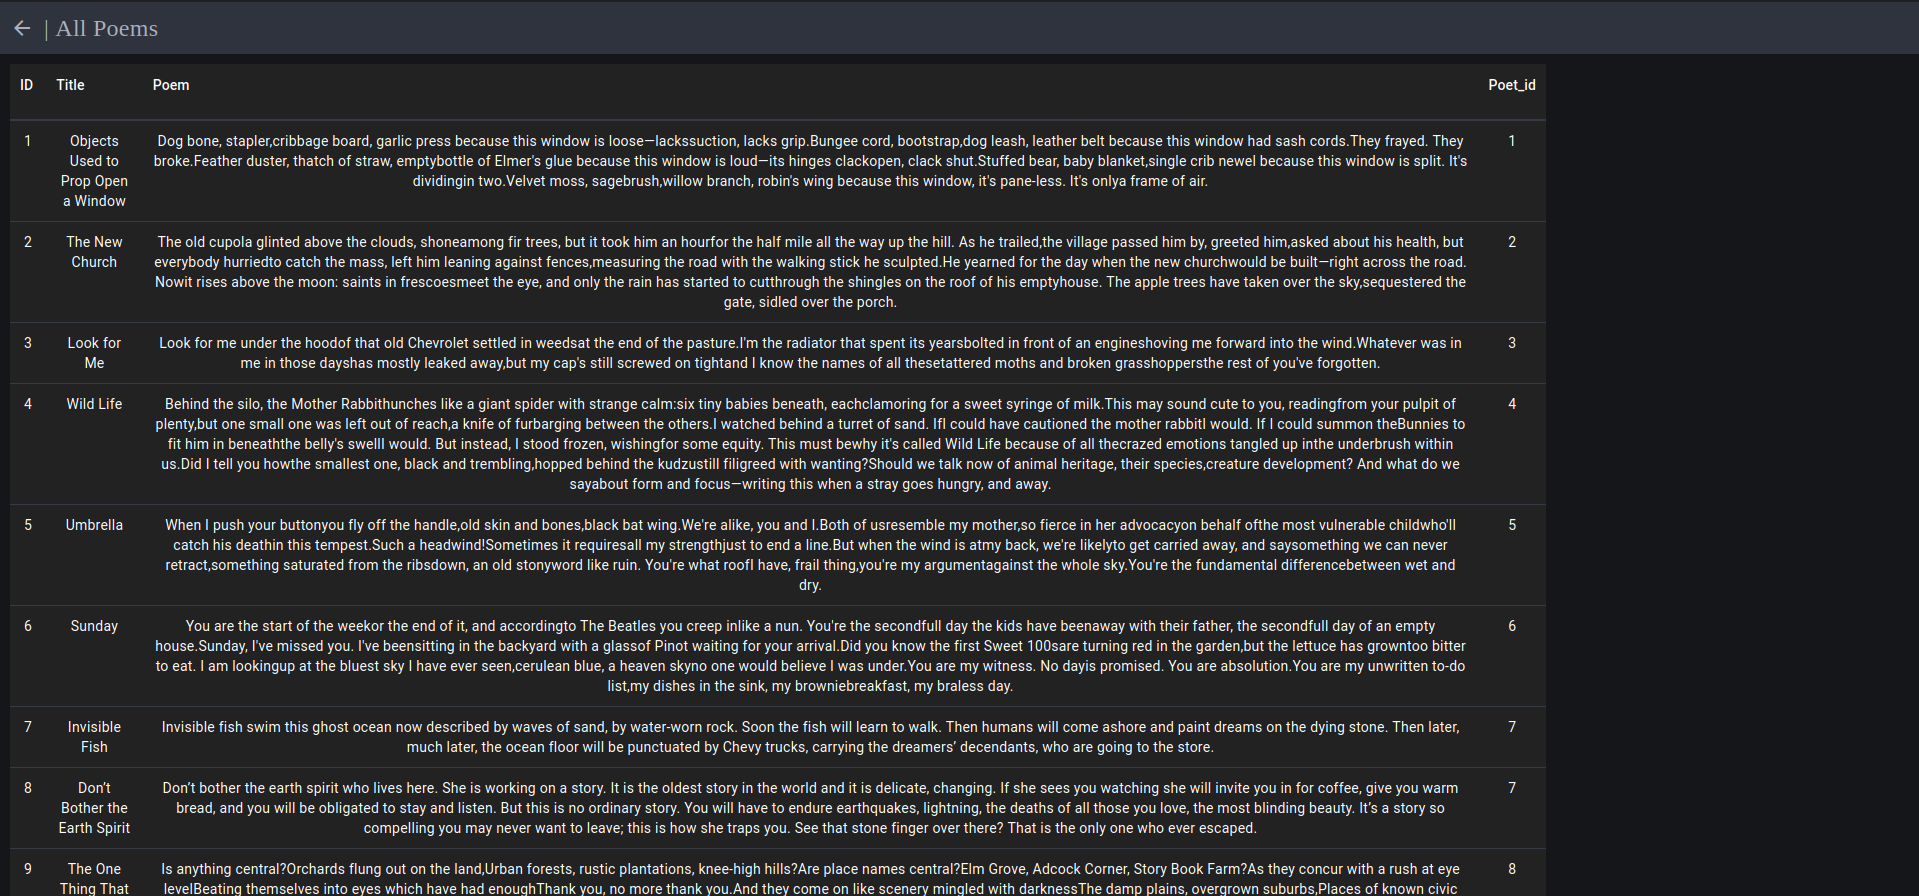 ← | All Poems
ID Title Poem Poet_id
1 Objects Used to Prop Open a Window
Dog bone, stapler,cribbage board, garlic press because this window is loose—lackssuction, lacks grip.Bungee cord, bootstrap,dog leash, leather belt because this window had sash cords.They frayed. They
broke.Feather duster, thatch of straw, emptybottle of Elmer's glue because this window is loud—its hinges clackopen, clack shut.Stuffed bear, baby blanket,single crib newel because this window is split. It's
dividingin two.Velvet moss, sagebrush,willow branch, robin's wing because this window, it's pane-less. It's onlya frame of air.
1
2 The New Church
The old cupola glinted above the clouds, shoneamong fir trees, but it took him an hourfor the half mile all the way up the hill. As he trailed,the village passed him by, greeted him,asked about his health, but
everybody hurriedto catch the mass, left him leaning against fences,measuring the road with the walking stick he sculpted.He yearned for the day when the new churchwould be built—right across the road.
Nowit rises above the moon: saints in frescoesmeet the eye, and only the rain has started to cutthrough the shingles on the roof of his emptyhouse. The apple trees have taken over the sky,sequestered the
gate, sidled over the porch.
2
3 Look for Me
Look for me under the hoodof that old Chevrolet settled in weedsat the end of the pasture.I'm the radiator that spent its yearsbolted in front of an engineshoving me forward into the wind.Whatever was in
me in those dayshas mostly leaked away,but my cap's still screwed on tightand I know the names of all thesetattered moths and broken grasshoppersthe rest of you've forgotten.
3
4 Wild Life
Behind the silo, the Mother Rabbithunches like a giant spider with strange calm:six tiny babies beneath, eachclamoring for a sweet syringe of milk.This may sound cute to you, readingfrom your pulpit of
plenty,but one small one was left out of reach,a knife of furbarging between the others.I watched behind a turret of sand. IfI could have cautioned the mother rabbitI would. If I could summon theBunnies to
fit him in beneaththe belly's swellI would. But instead, I stood frozen, wishingfor some equity. This must bewhy it's called Wild Life because of all thecrazed emotions tangled up inthe underbrush within
us.Did I tell you howthe smallest one, black and trembling,hopped behind the kudzustill filigreed with wanting?Should we talk now of animal heritage, their species,creature development? And what do we
sayabout form and focus—writing this when a stray goes hungry, and away.
4
5 Umbrella
When I push your buttonyou fly off the handle,old skin and bones,black bat wing.We're alike, you and I.Both of usresemble my mother,so fierce in her advocacyon behalf ofthe most vulnerable childwho'll
catch his deathin this tempest.Such a headwind!Sometimes it requiresall my strengthjust to end a line.But when the wind is atmy back, we're likelyto get carried away, and saysomething we can never
retract,something saturated from the ribsdown, an old stonyword like ruin. You're what roofI have, frail thing,you're my argumentagainst the whole sky.You're the fundamental differencebetween wet and
dry.
5
6 Sunday
You are the start of the weekor the end of it, and accordingto The Beatles you creep inlike a nun. You're the secondfull day the kids have beenaway with their father, the secondfull day of an empty
house.Sunday, I've missed you. I've beensitting in the backyard with a glassof Pinot waiting for your arrival.Did you know the first Sweet 100sare turning red in the garden,but the lettuce has growntoo bitter
to eat. I am lookingup at the bluest sky I have ever seen,cerulean blue, a heaven skyno one would believe I was under.You are my witness. No dayis promised. You are absolution.You are my unwritten to-do
list,my dishes in the sink, my browniebreakfast, my braless day.
6
7 Invisible Fish
Invisible fish swim this ghost ocean now described by waves of sand, by water-worn rock. Soon the fish will learn to walk. Then humans will come ashore and paint dreams on the dying stone. Then later,
much later, the ocean floor will be punctuated by Chevy trucks, carrying the dreamers’ decendants, who are going to the store.
7
8 Don’t Bother the Earth Spirit
Don’t bother the earth spirit who lives here. She is working on a story. It is the oldest story in the world and it is delicate, changing. If she sees you watching she will invite you in for coffee, give you warm
bread, and you will be obligated to stay and listen. But this is no ordinary story. You will have to endure earthquakes, lightning, the deaths of all those you love, the most blinding beauty. It’s a story so
compelling you may never want to leave; this is how she traps you. See that stone finger over there? That is the only one who ever escaped.
7
9 The One Thing That
Is anything central?Orchards flung out on the land,Urban forests, rustic plantations, knee-high hills?Are place names central?Elm Grove, Adcock Corner, Story Book Farm?As they concur with a rush at eye
levelBeating themselves into eyes which have had enoughThank you, no more thank you.And they come on like scenery mingled with darknessThe damp plains, overgrown suburbs,Places of known civic
8